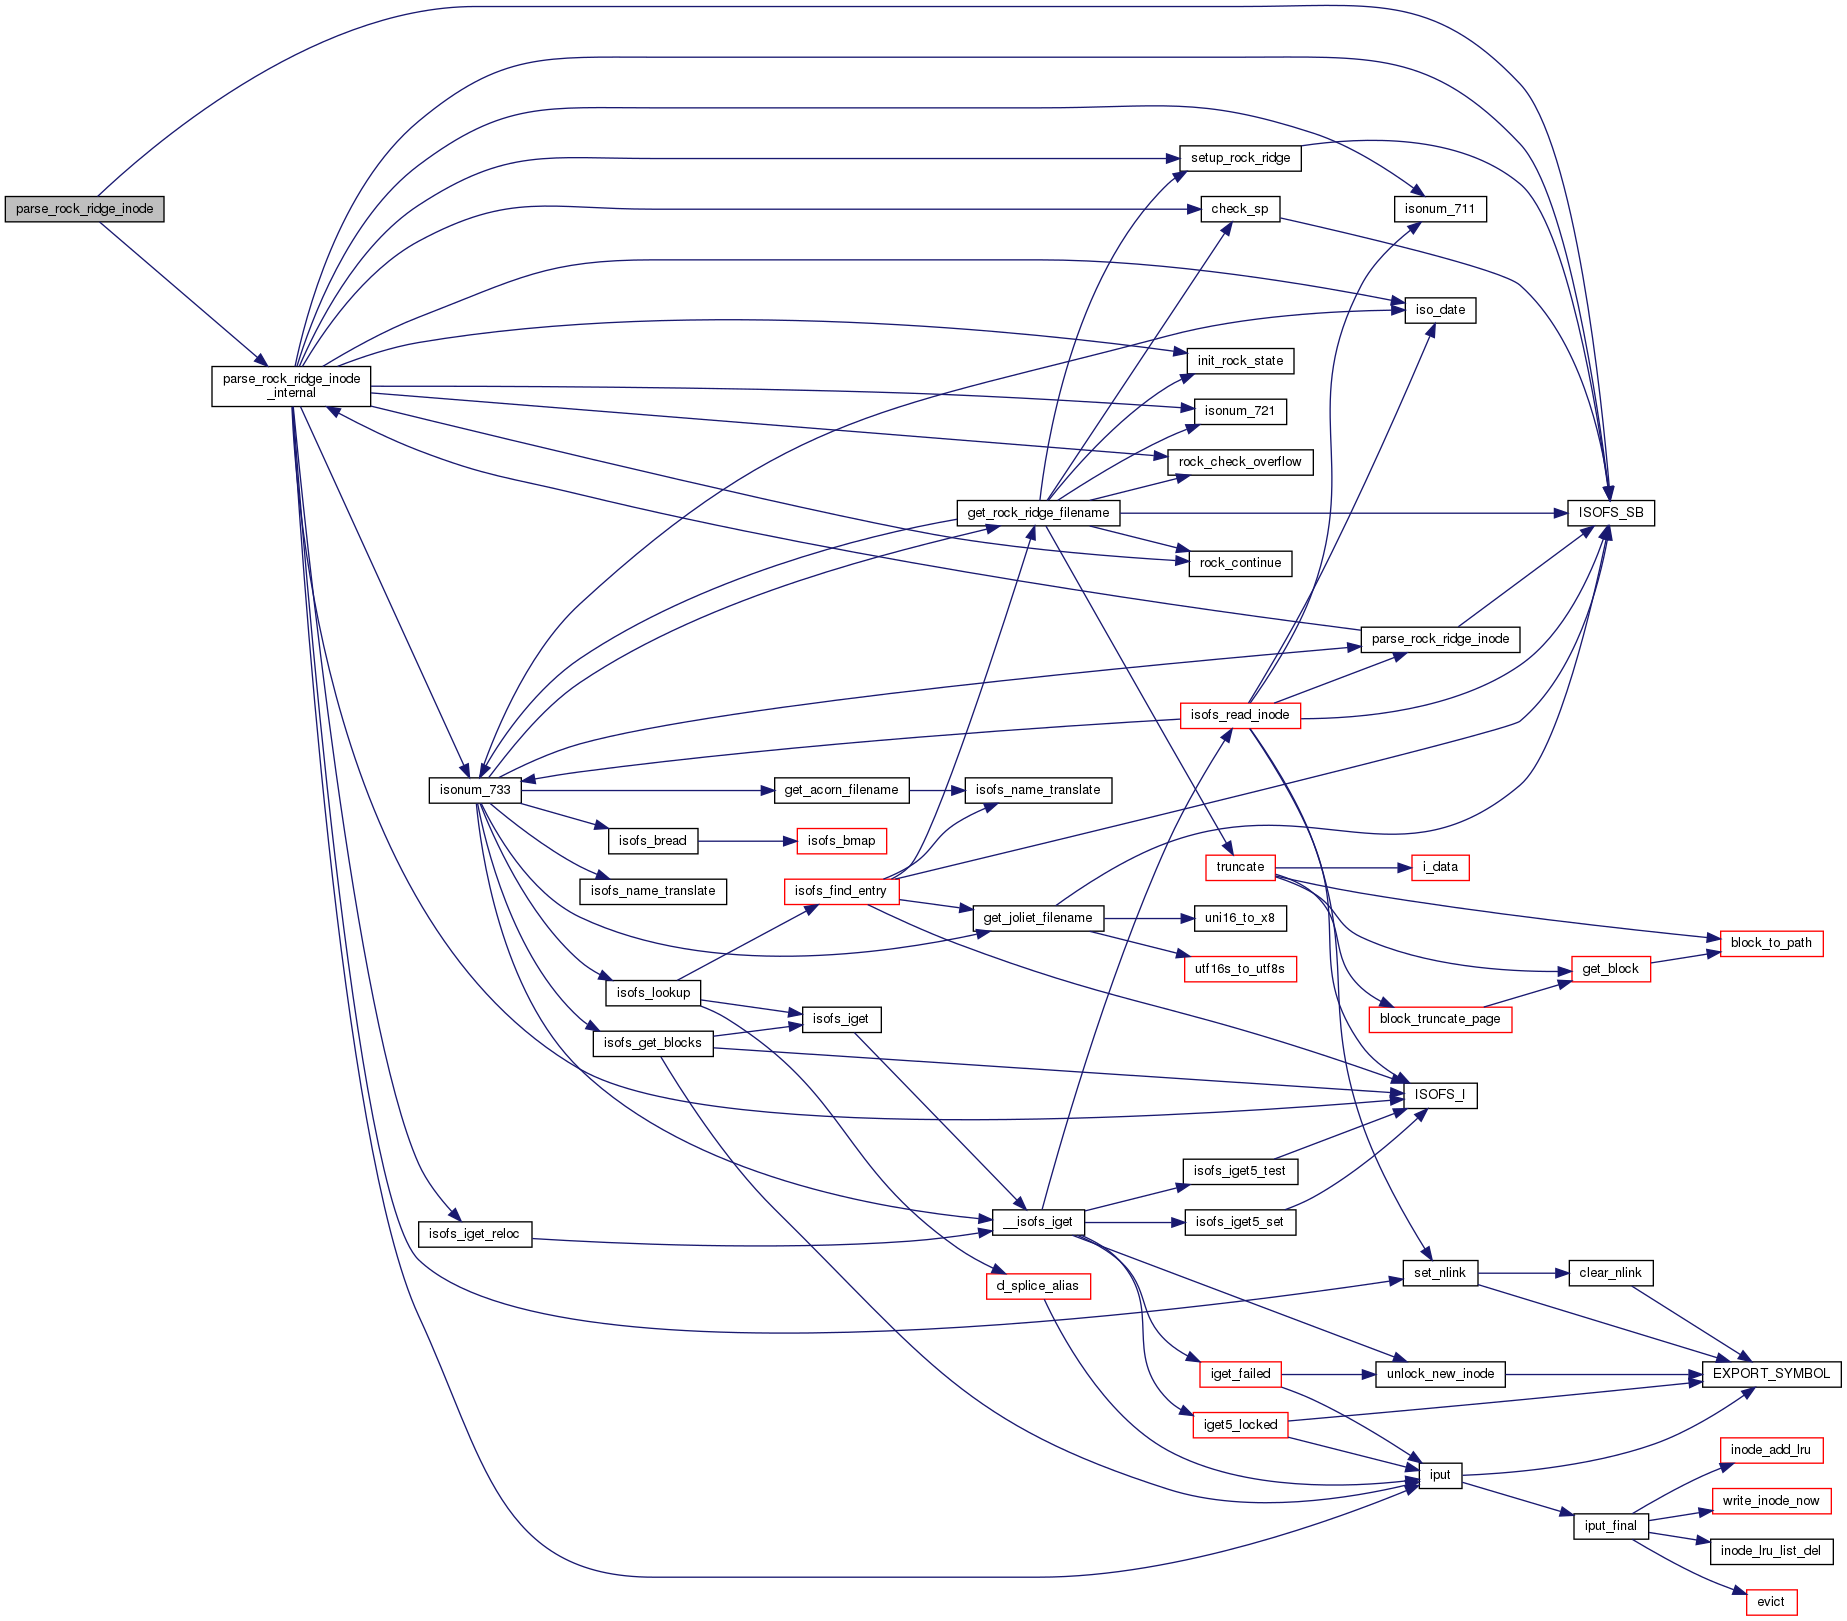 setup_rock_ridge
parse_rock_ridge_inode
check_sp
isonum_711
iso_date
init_rock_state
parse_rock_ridge_inode
_internal
isonum_721
rock_check_overflow
get_rock_ridge_filename
ISOFS_SB
rock_continue
parse_rock_ridge_inode
isofs_read_inode
isonum_733
get_acorn_filename
isofs_name_translate
isofs_bread
isofs_bmap
truncate
i_data
isofs_name_translate
isofs_find_entry
get_joliet_filename
uni16_to_x8
block_to_path
utf16s_to_utf8s
get_block
isofs_lookup
isofs_iget
block_truncate_page
isofs_get_blocks
ISOFS_I
isofs_iget5_test
isofs_iget_reloc
__isofs_iget
isofs_iget5_set
d_splice_alias
set_nlink
clear_nlink
iget_failed
unlock_new_inode
EXPORT_SYMBOL
iget5_locked
inode_add_lru
iput
write_inode_now
iput_final
inode_lru_list_del
evict